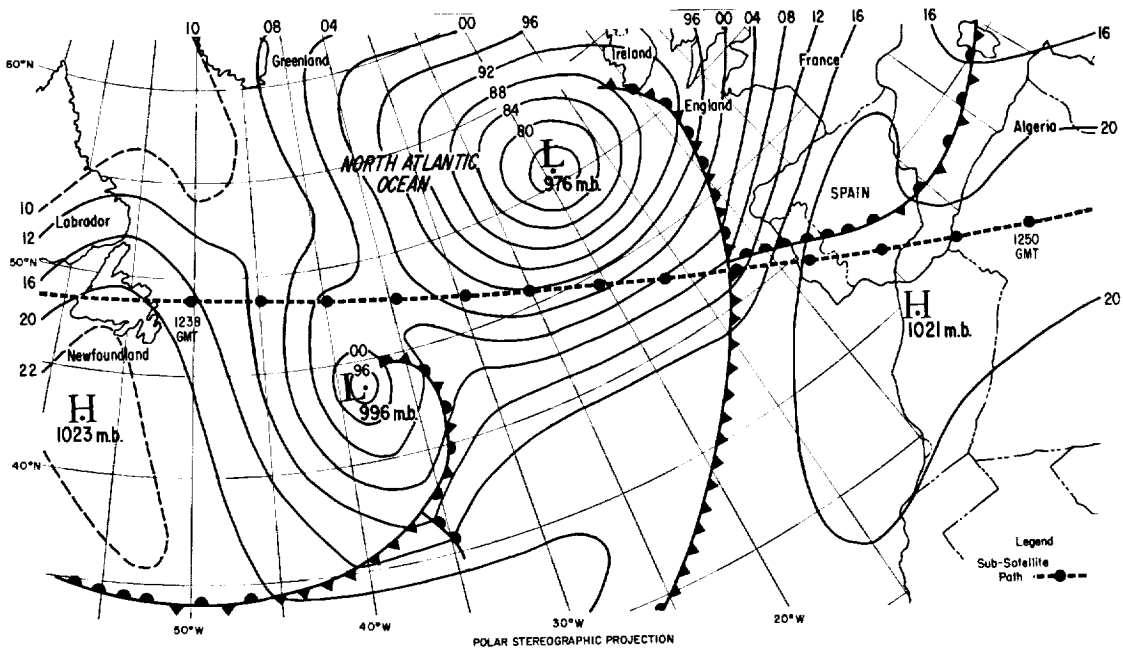 10 08 04 00 96 96 00 04 08 12 16 16
16
60°N
Greenland
Ireland
France
92
88
84
80
England
Algeria
20
NORTH ATLANTIC
OCEAN
L
976 m.b.
SPAIN
10
Labrador
12
50°N
16
20
1238
GMT
1250
GMT
H
1021 m.b.
20
Newfoundland
22
00
96
L
996 m.b.
H
1023 m.b.
40°N
Legend
Sub-Satellite
Path
50°W 40°W 30°W 20°W
POLAR STEREOGRAPHIC PROJECTION